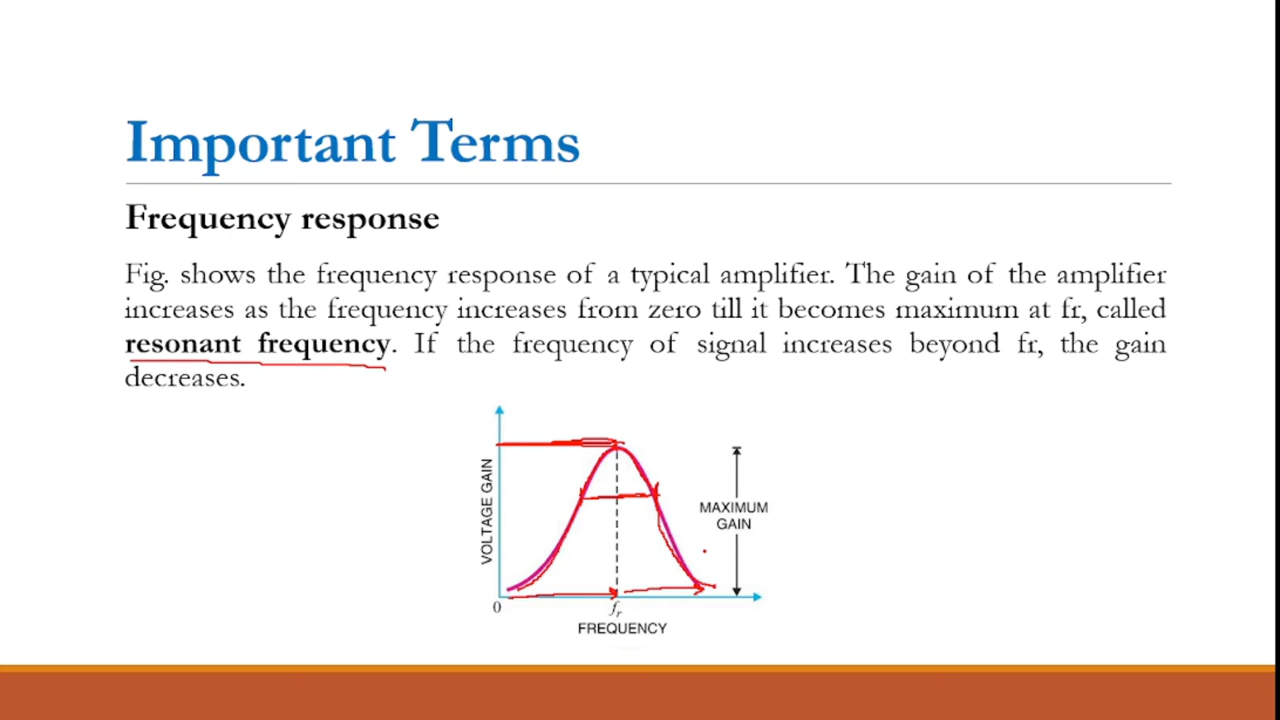 Important Terms
Frequency response
Fig. shows the frequency response of a typical amplifier. The gain of the amplifier
increases as the frequency increases from zero till it becomes maximum at fr, called
resonant frequency. If the frequency of signal increases beyond fr, the gain
decreases.
VOLTAGE GAIN
MAXIMUM
GAIN
0
fr
FREQUENCY